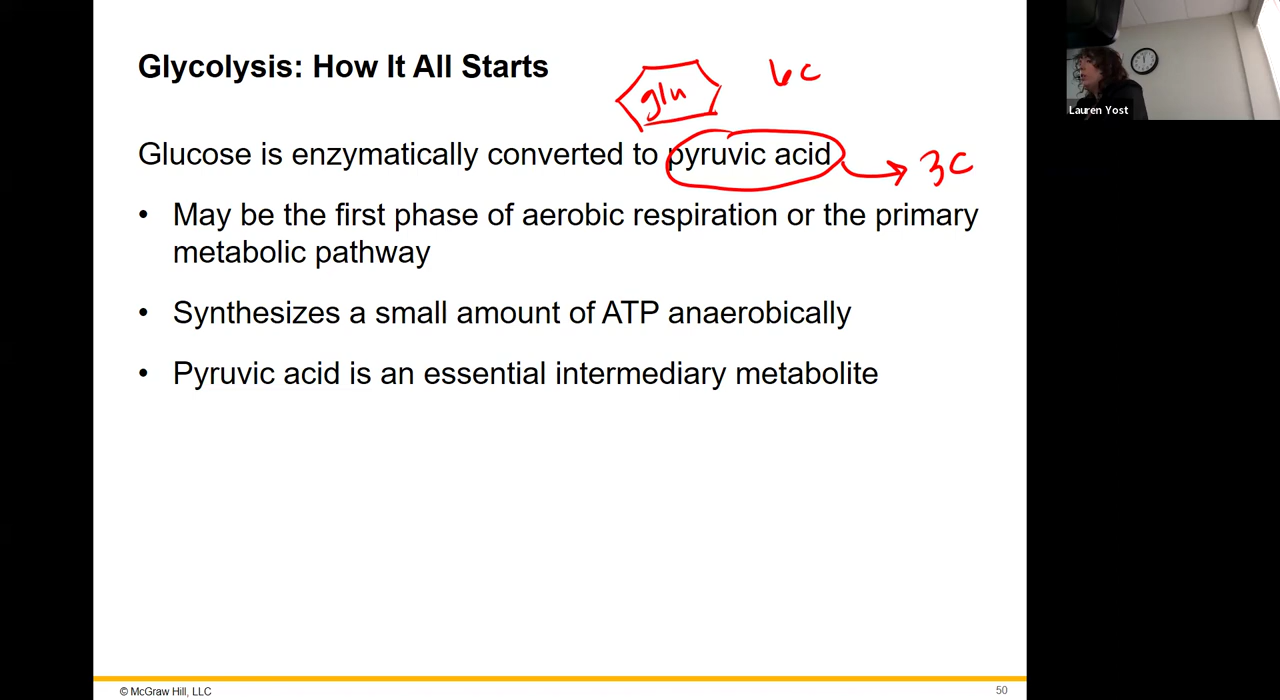 Glycolysis: How It All Starts
glu
6C
Glucose is enzymatically converted to pyruvic acid
3C
• May be the first phase of aerobic respiration or the primary
metabolic pathway
• Synthesizes a small amount of ATP anaerobically
• Pyruvic acid is an essential intermediary metabolite
© McGraw Hill, LLC
50
Lauren Yost